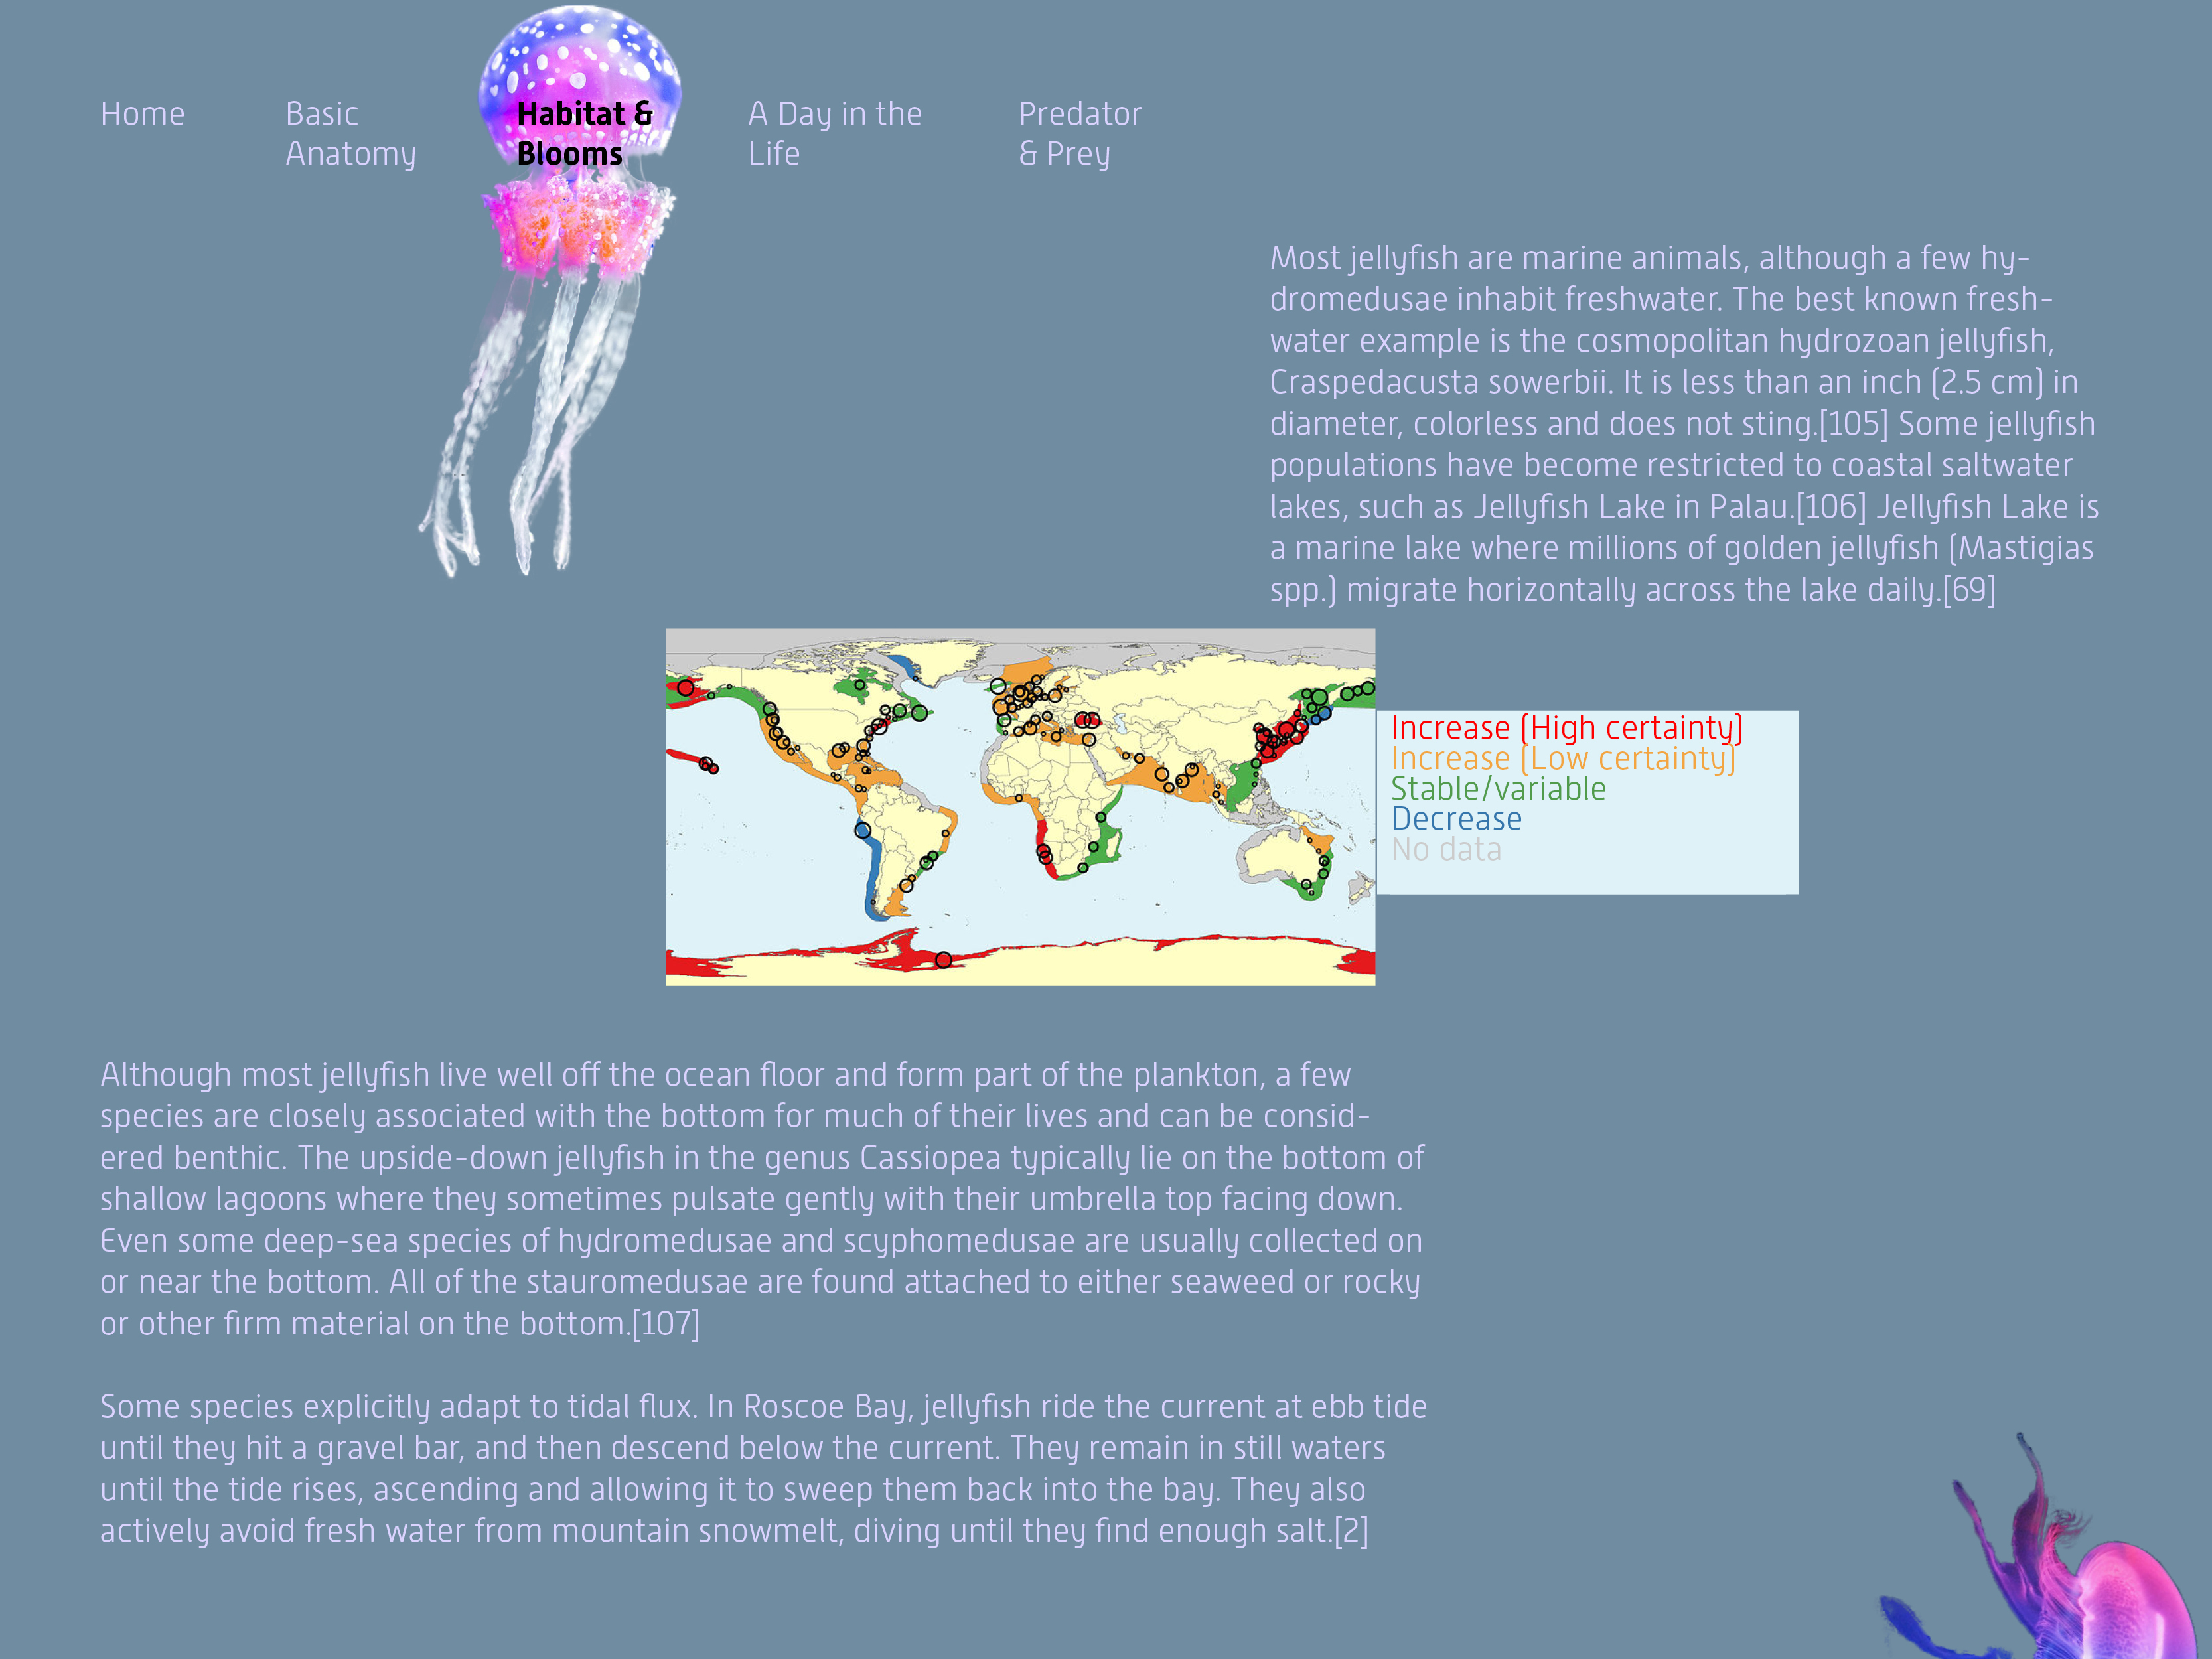 Home
Basic
Anatomy
Habitat &
Blooms
A Day in the
Life
Predator
& Prey
Most jellyfish are marine animals, although a few hy-
dromedusae inhabit freshwater. The best known fresh-
water example is the cosmopolitan hydrozoan jellyfish,
Craspedacusta sowerbii. It is less than an inch (2.5 cm) in
diameter, colorless and does not sting.[105] Some jellyfish
populations have become restricted to coastal saltwater
lakes, such as Jellyfish Lake in Palau.[106] Jellyfish Lake is
a marine lake where millions of golden jellyfish (Mastigias
spp.) migrate horizontally across the lake daily.[69]
Increase (High certainty)
Increase (Low certainty)
Stable/variable
Decrease
No data
Although most jellyfish live well off the ocean floor and form part of the plankton, a few
species are closely associated with the bottom for much of their lives and can be consid-
ered benthic. The upside-down jellyfish in the genus Cassiopea typically lie on the bottom of
shallow lagoons where they sometimes pulsate gently with their umbrella top facing down.
Even some deep-sea species of hydromedusae and scyphomedusae are usually collected on
or near the bottom. All of the stauromedusae are found attached to either seaweed or rocky
or other firm material on the bottom.[107]
Some species explicitly adapt to tidal flux. In Roscoe Bay, jellyfish ride the current at ebb tide
until they hit a gravel bar, and then descend below the current. They remain in still waters
until the tide rises, ascending and allowing it to sweep them back into the bay. They also
actively avoid fresh water from mountain snowmelt, diving until they find enough salt.[2]